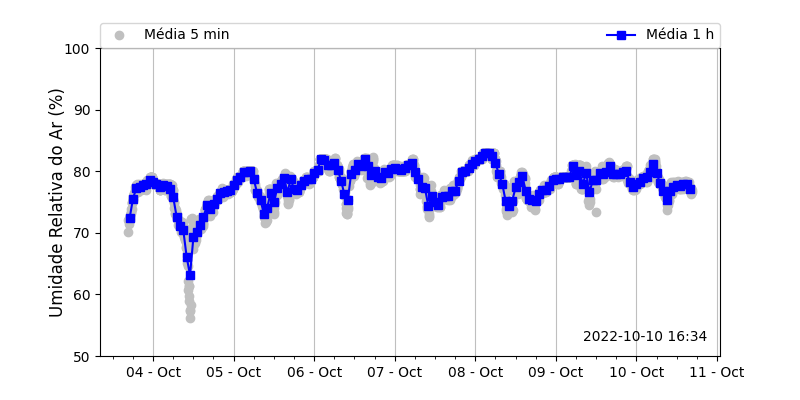 Média 5 min
Média 1 h
Umidade Relativa do Ar (%)
100
90
80
70
60
50
2022-10-10 16:34
04 - Oct
05 - Oct
06 - Oct
07 - Oct
08 - Oct
09 - Oct
10 - Oct
11 - Oct